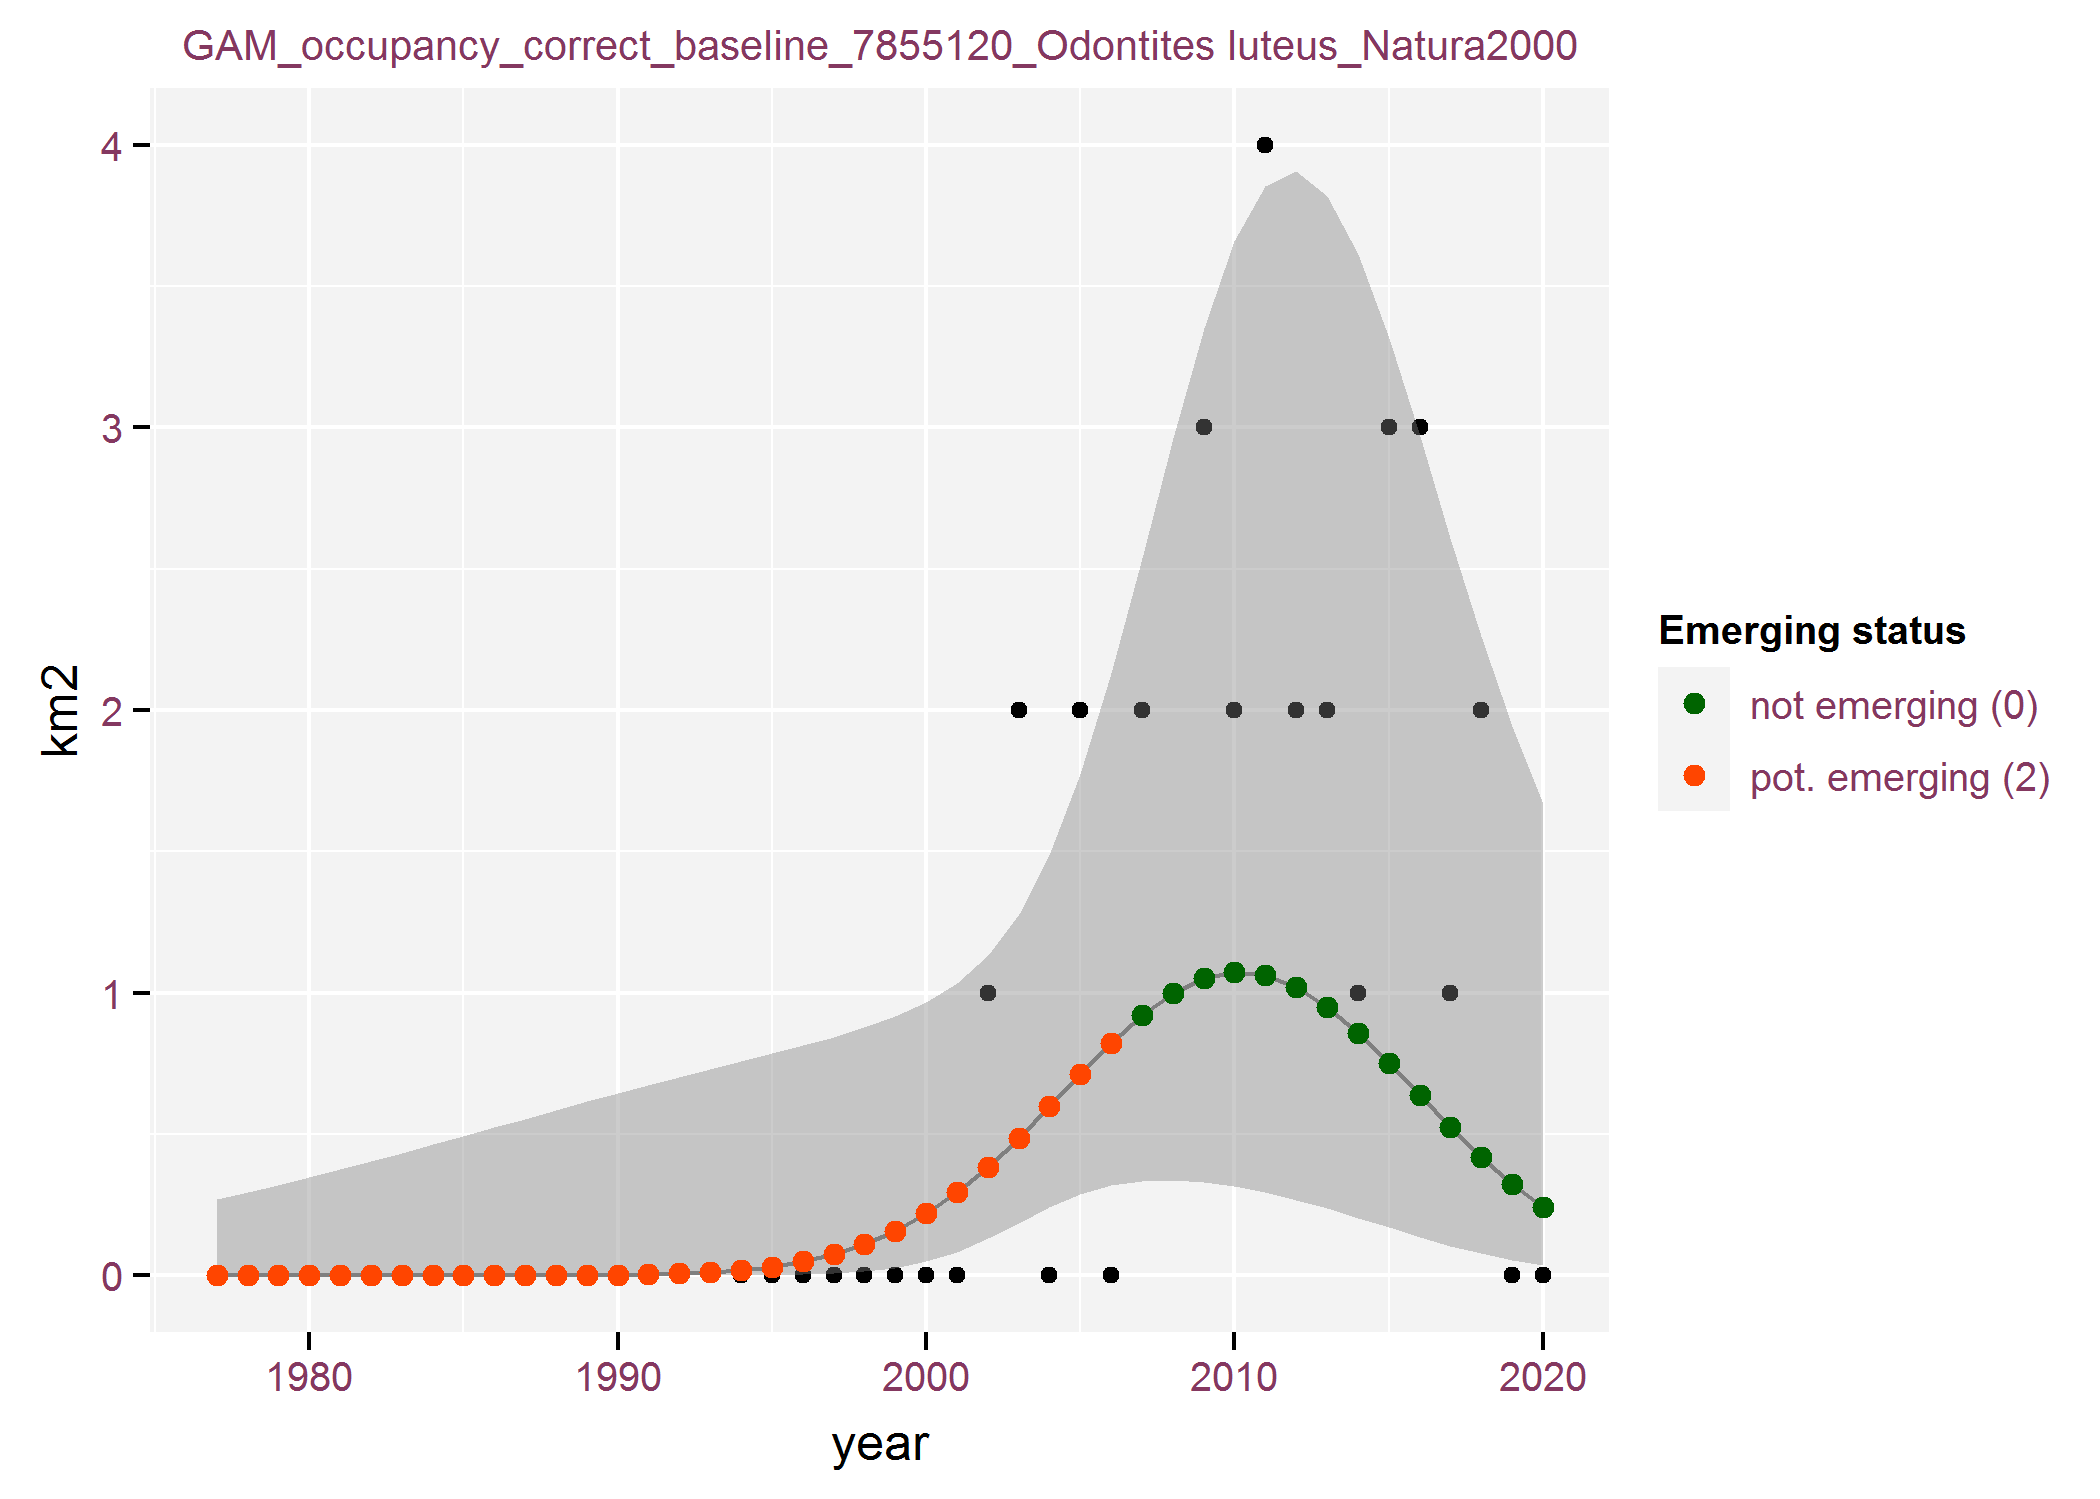 GAM_occupancy_correct_baseline_7855120_Odontites luteus_Natura2000
4
3
2
1
0
km2
1980 1990 2000 2010 2020
year
Emerging status
not emerging (0)
pot. emerging (2)